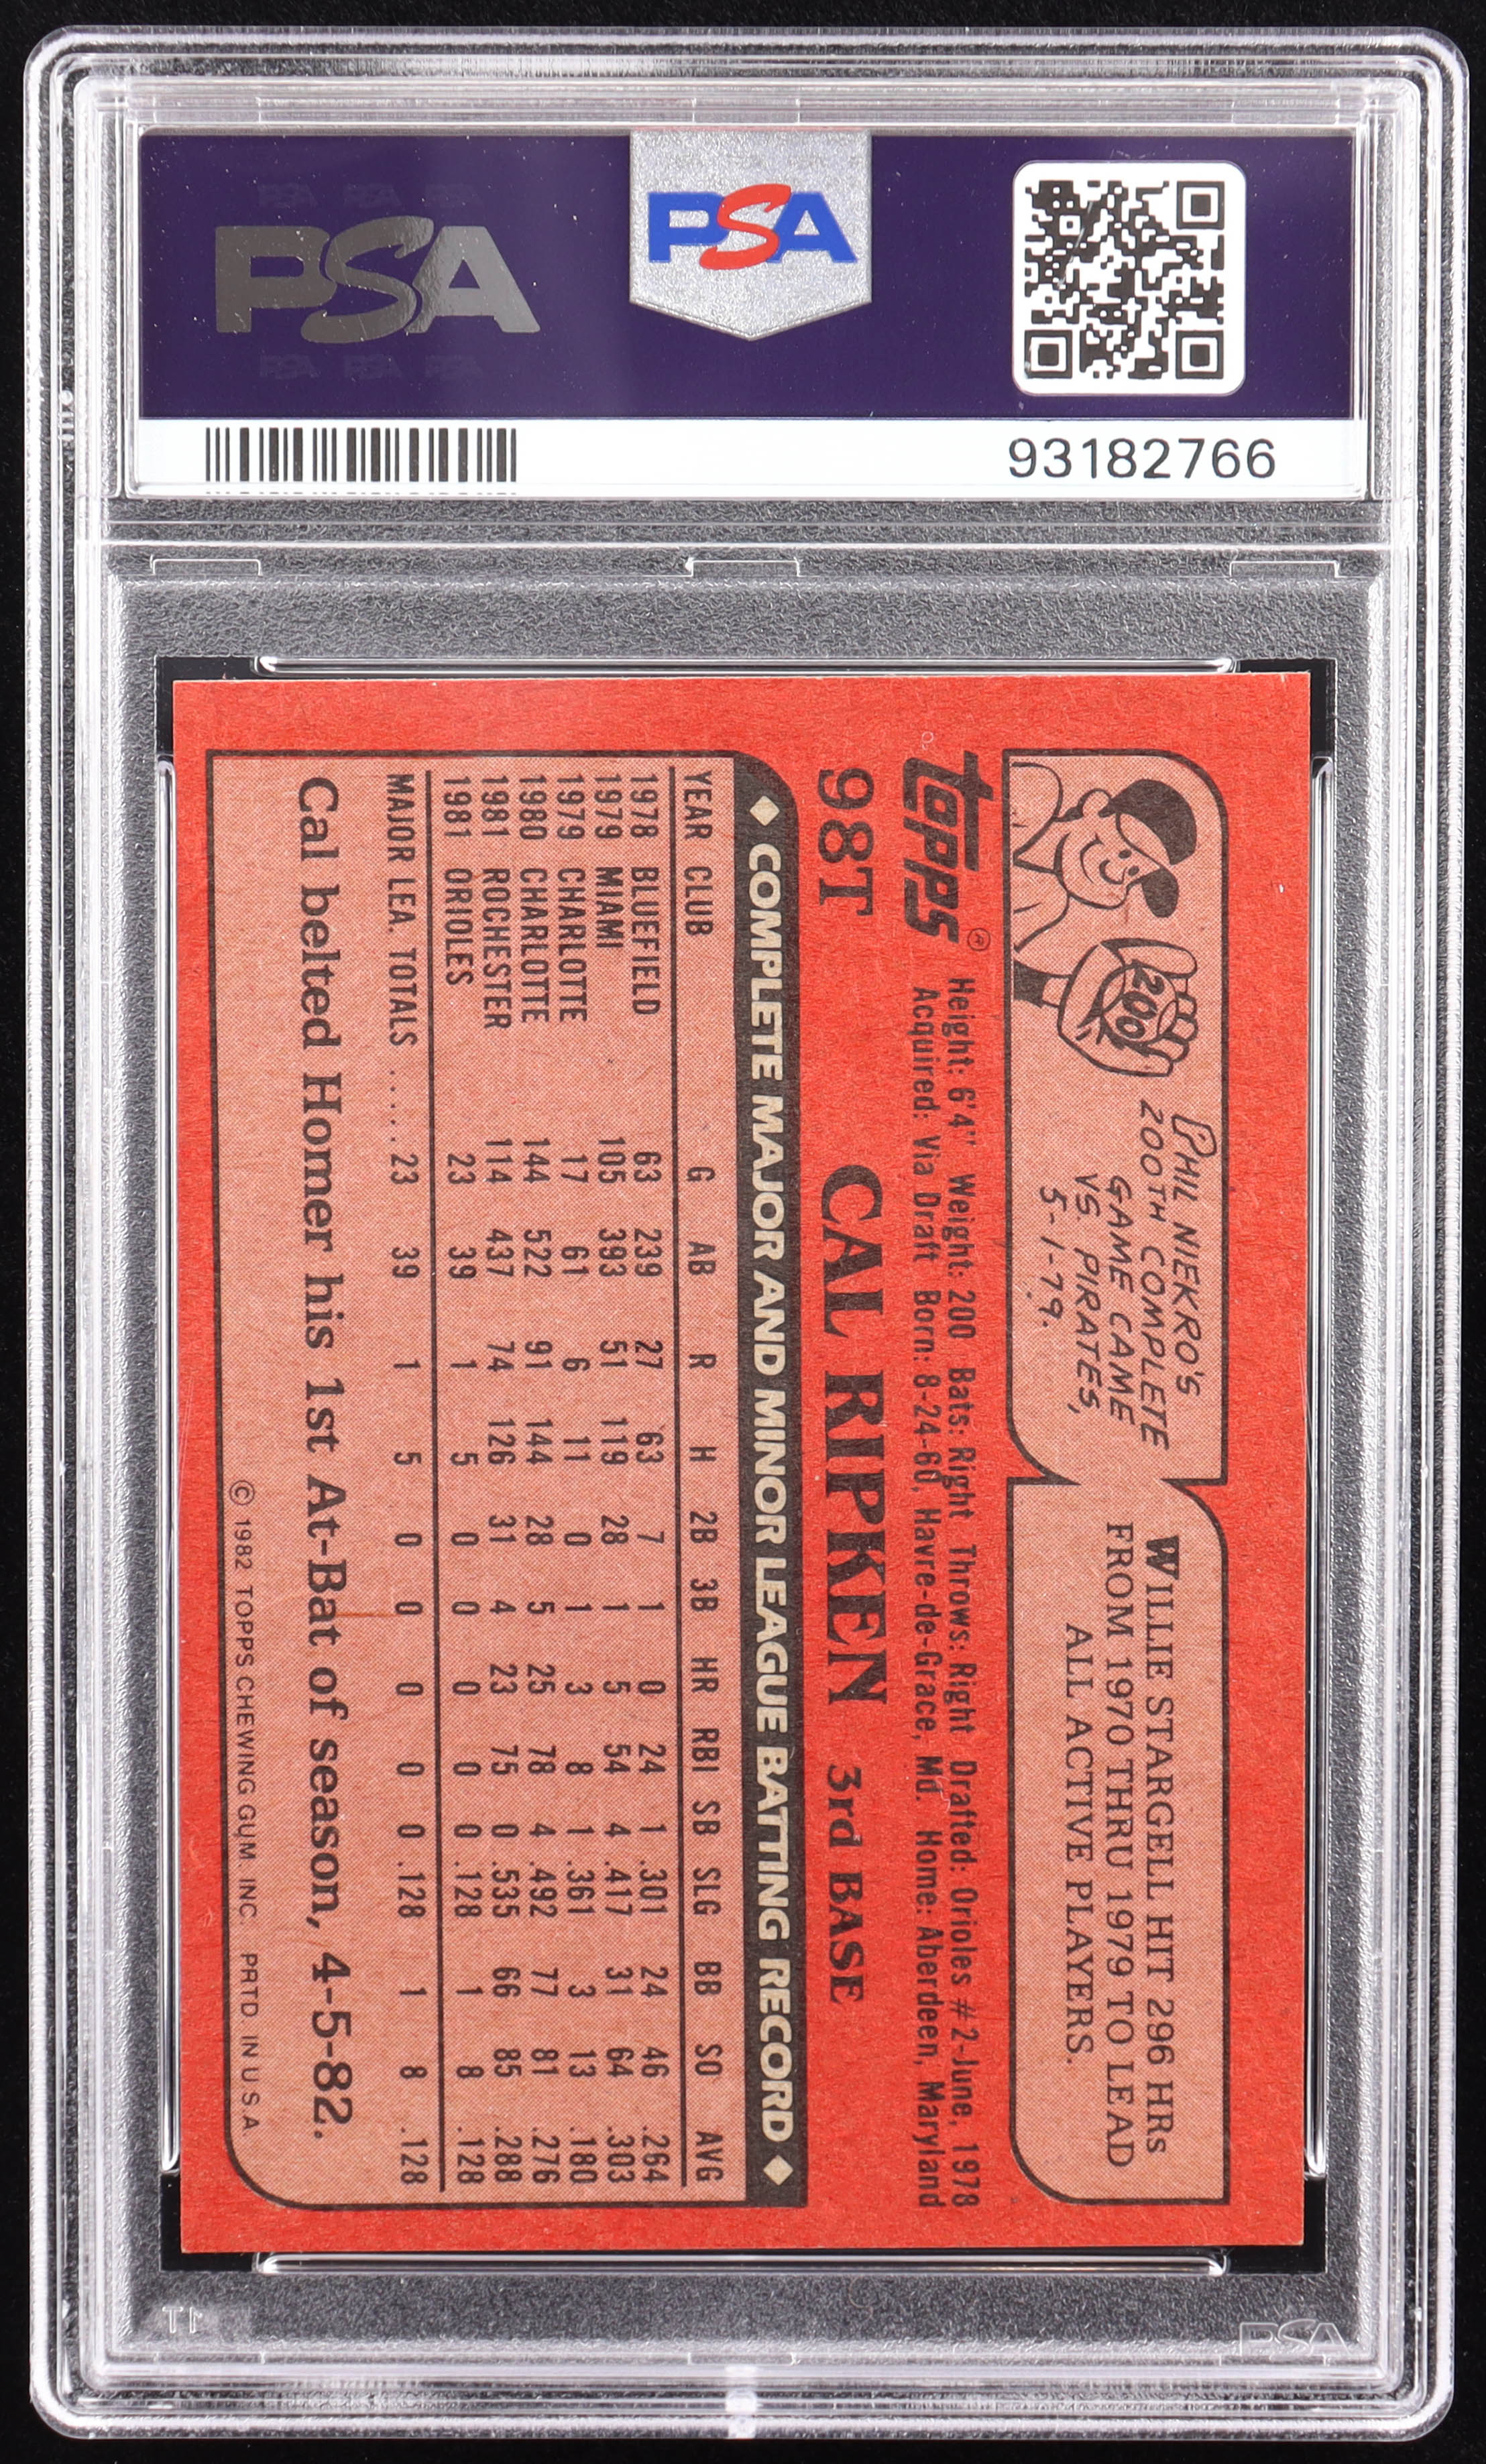 PSA PSA PSA
PSA
PSA PSA PSA
PSA
93182766
PHIL NIEKRO'S
200TH COMPLETE
GAME CAME
VS. PIRATES,
5-1-79.
200
WILLIE STARGELL HIT 296 HRs
FROM 1970 THRU 1979 TO LEAD
ALL ACTIVE PLAYERS.
topps®
Height: 6'4" Weight: 200 Bats: Right Throws: Right Drafted: Orioles #2-June, 1978
Acquired: Via Draft Born: 8-24-60, Havre-de-Grace, Md. Home: Aberdeen, Maryland
98T CAL RIPKEN 3rd BASE
◆ COMPLETE MAJOR AND MINOR LEAGUE BATTING RECORD ◆
YEAR CLUB G AB R H 2B 3B HR RBI SB SLG BB SO AVG
1978 BLUEFIELD 63 239 27 63 7 1 0 24 1 .301 24 46 .264
1979 MIAMI 105 393 51 119 28 1 5 54 4 .417 31 64 .303
1979 CHARLOTTE 17 61 6 11 0 1 3 8 1 .361 3 13 .180
1980 CHARLOTTE 144 522 91 144 28 5 25 78 4 .492 77 81 .276
1981 ROCHESTER 114 437 74 126 31 4 23 75 0 .535 66 85 .288
1981 ORIOLES 23 39 1 5 0 0 0 0 0 .128 1 8 .128
MAJOR LEA. TOTALS ..... 23 39 1 5 0 0 0 0 0 .128 1 8 .128
Cal belted Homer his 1st At-Bat of season, 4-5-82.
© 1982 TOPPS CHEWING GUM. INC. PRTD. IN U S A
PSA